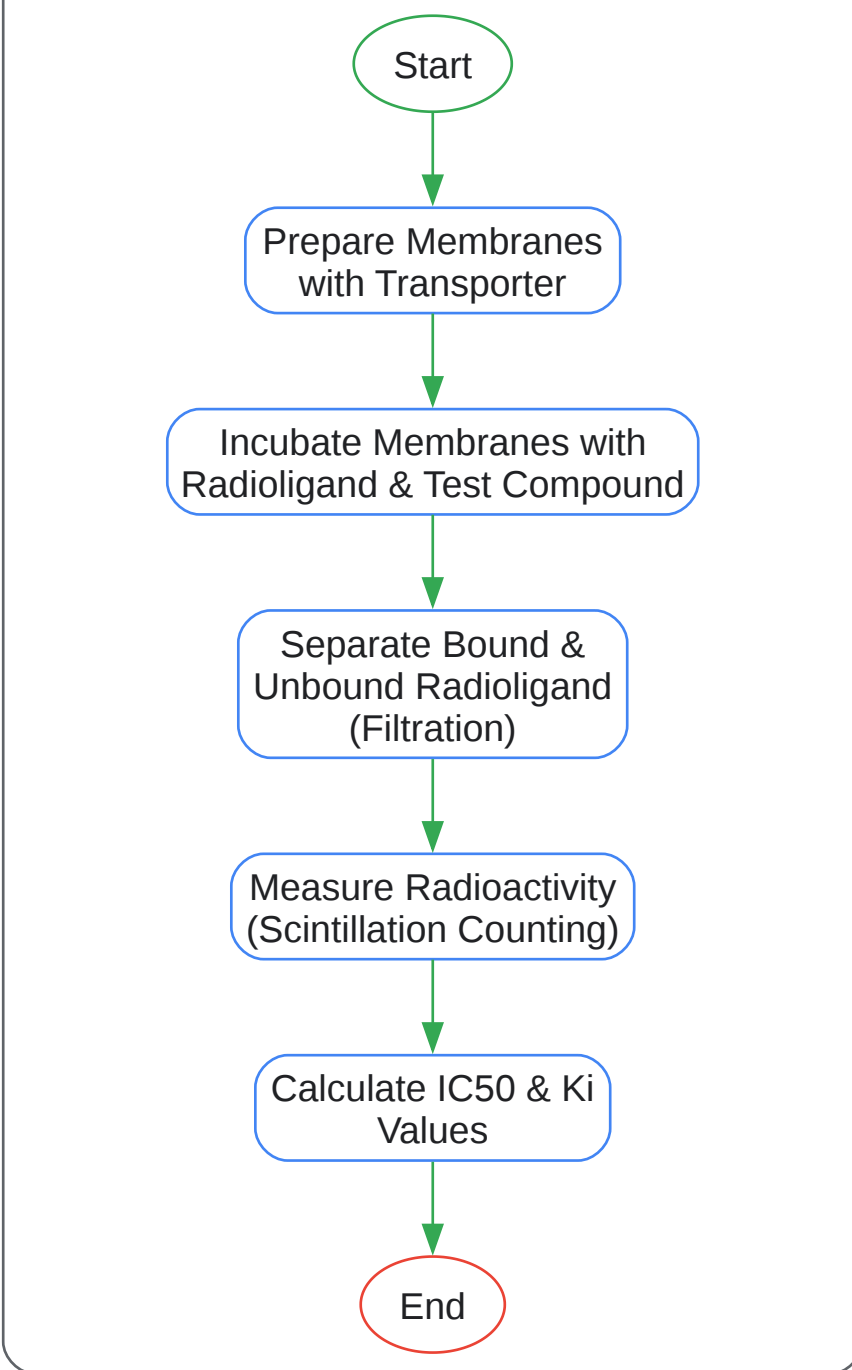 Start
Prepare Membranes
with Transporter
Incubate Membranes with
Radioligand & Test Compound
Separate Bound &
Unbound Radioligand
(Filtration)
Measure Radioactivity
(Scintillation Counting)
Calculate IC50 & Ki
Values
End